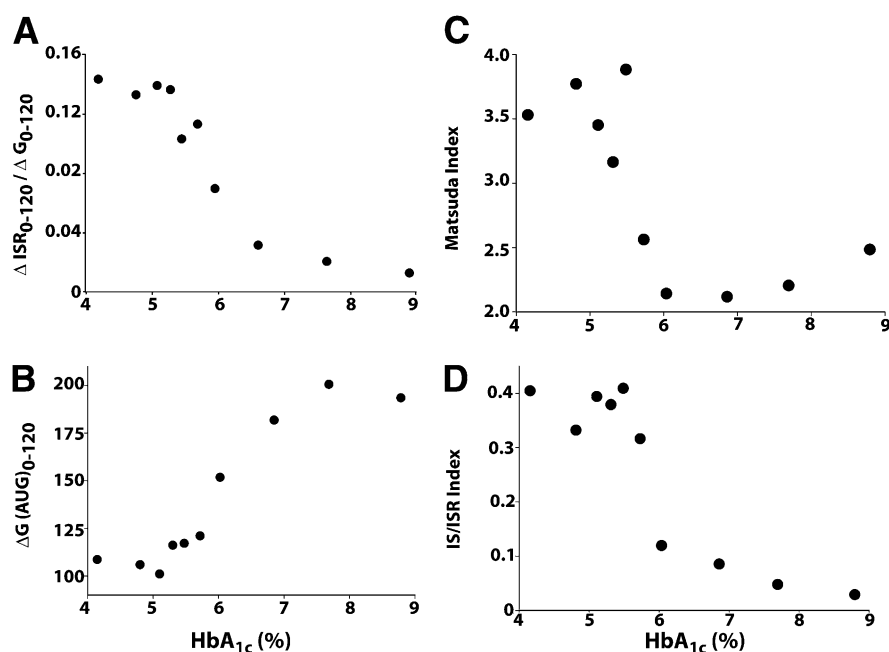 A
0.16
0.12
0.02
0.04
0
4 5 6 7 8 9
Δ ISR0-120 / Δ G0-120
B
200
175
150
125
100
4 5 6 7 8 9
ΔG (AUG)0-120
HbA1c (%)
C
4.0
3.5
3.0
2.5
2.0
4 5 6 7 8 9
Matsuda Index
D
0.4
0.3
0.2
0.1
0
4 5 6 7 8 9
IS/ISR Index
HbA1c (%)